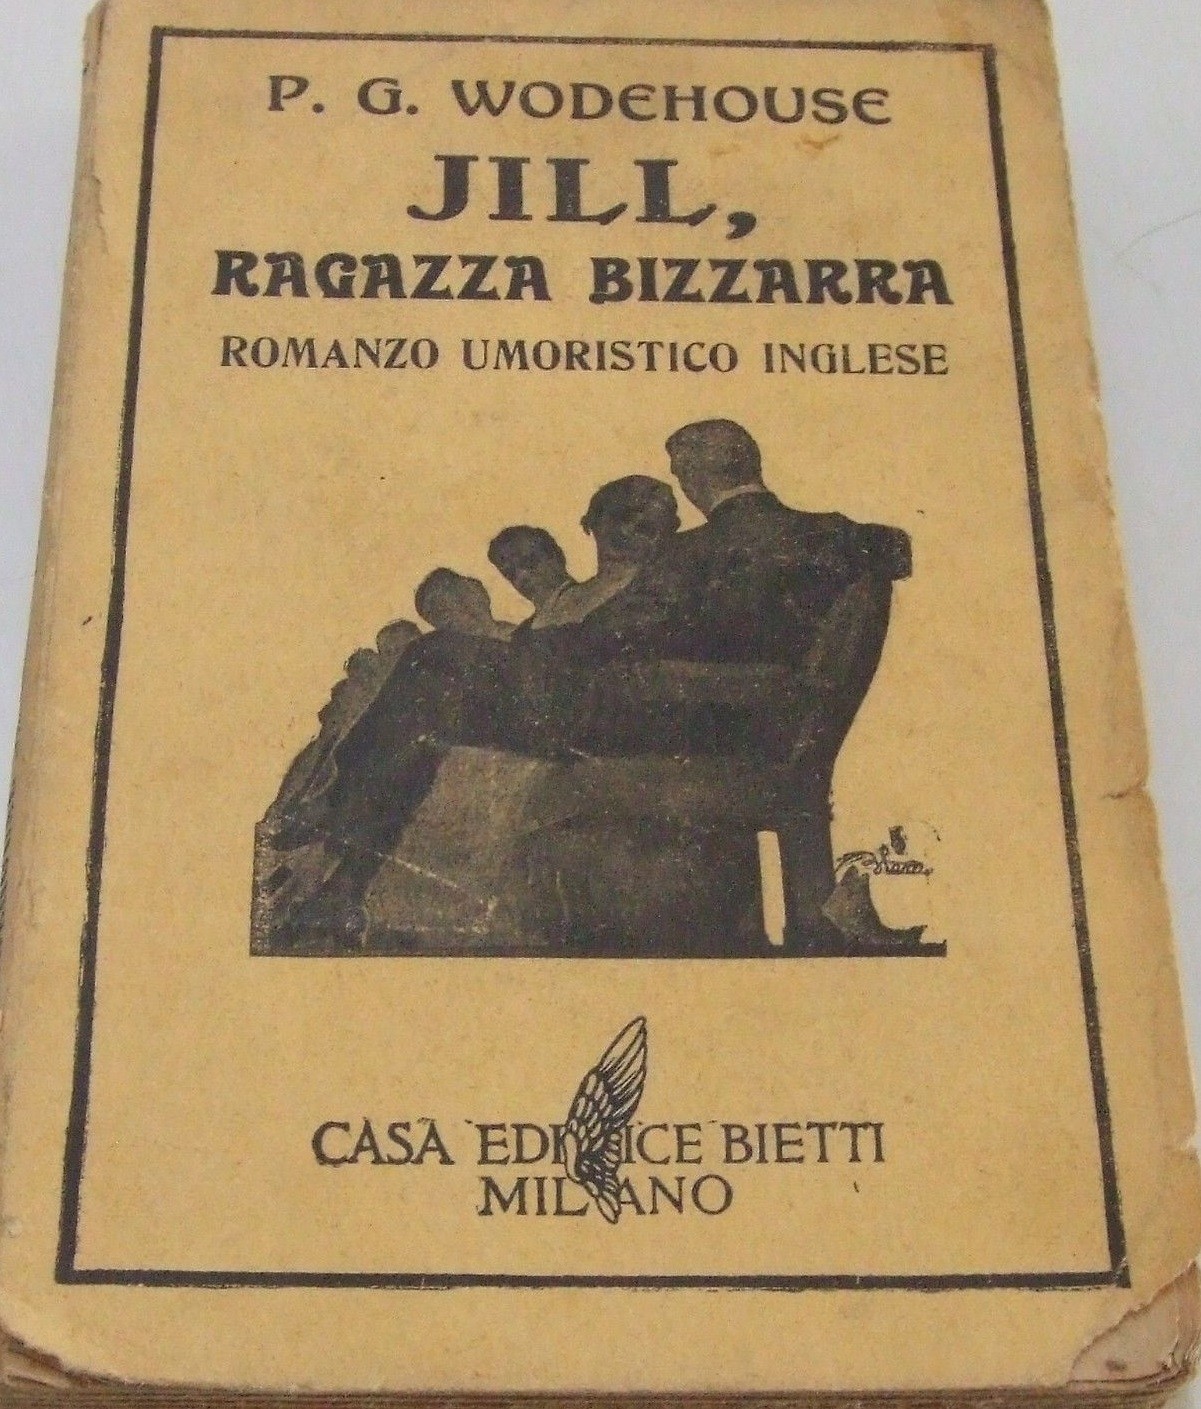 P. G. WODEHOUSE
JILL,
RAGAZZA BIZZARRA
ROMANZO UMORISTICO INGLESE
CASA EDITRICE BIETTI
MILANO